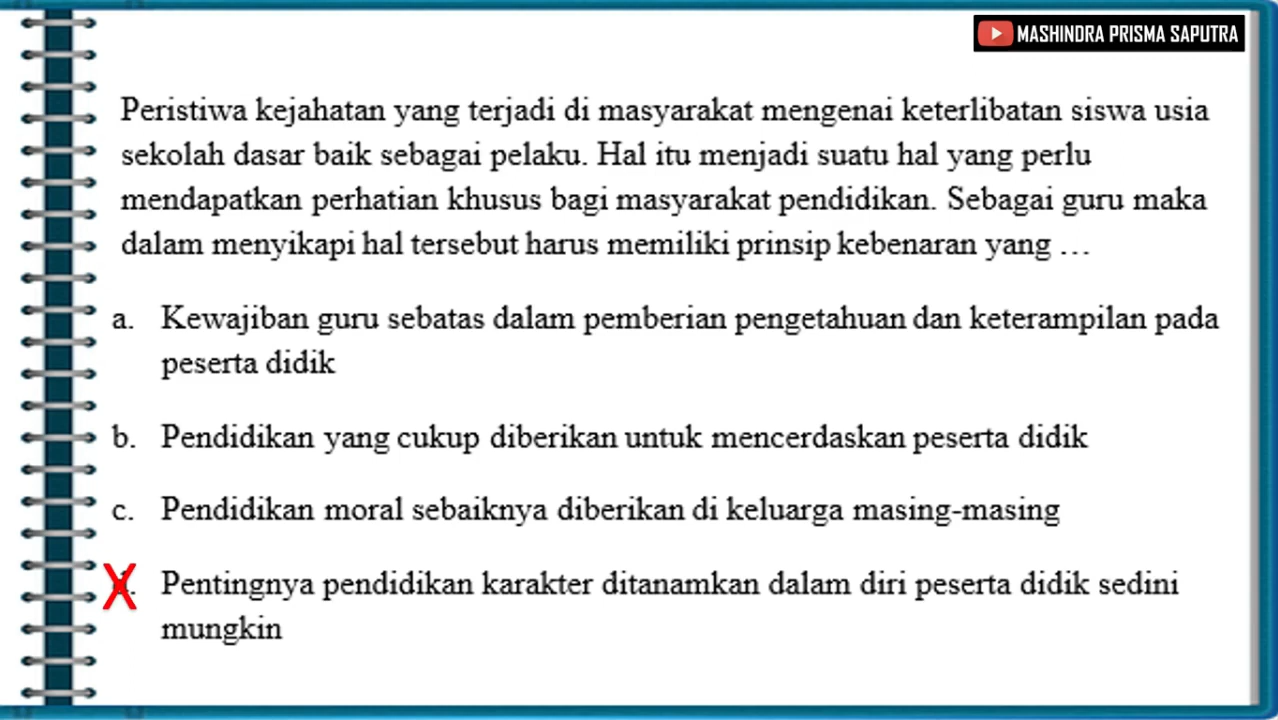 MASHINDRA PRISMA SAPUTRA
Peristiwa kejahatan yang terjadi di masyarakat mengenai keterlibatan siswa usia
sekolah dasar baik sebagai pelaku. Hal itu menjadi suatu hal yang perlu
mendapatkan perhatian khusus bagi masyarakat pendidikan. Sebagai guru maka
dalam menyikapi hal tersebut harus memiliki prinsip kebenaran yang …
a. Kewajiban guru sebatas dalam pemberian pengetahuan dan keterampilan pada
peserta didik
b. Pendidikan yang cukup diberikan untuk mencerdaskan peserta didik
c. Pendidikan moral sebaiknya diberikan di keluarga masing-masing
d. Pentingnya pendidikan karakter ditanamkan dalam diri peserta didik sedini
mungkin